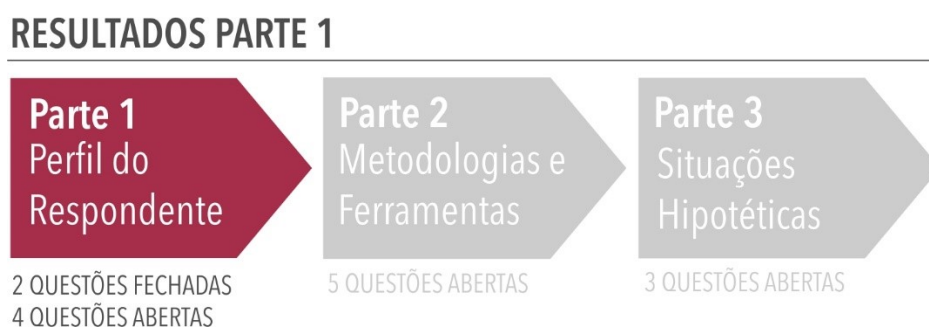 RESULTADOS PARTE 1
Parte 1
Perfil do
Respondente
2 QUESTÕES FECHADAS
4 QUESTÕES ABERTAS
Parte 2
Metodologias e
Ferramentas
5 QUESTÕES ABERTAS
Parte 3
Situações
Hipotéticas
3 QUESTÕES ABERTAS